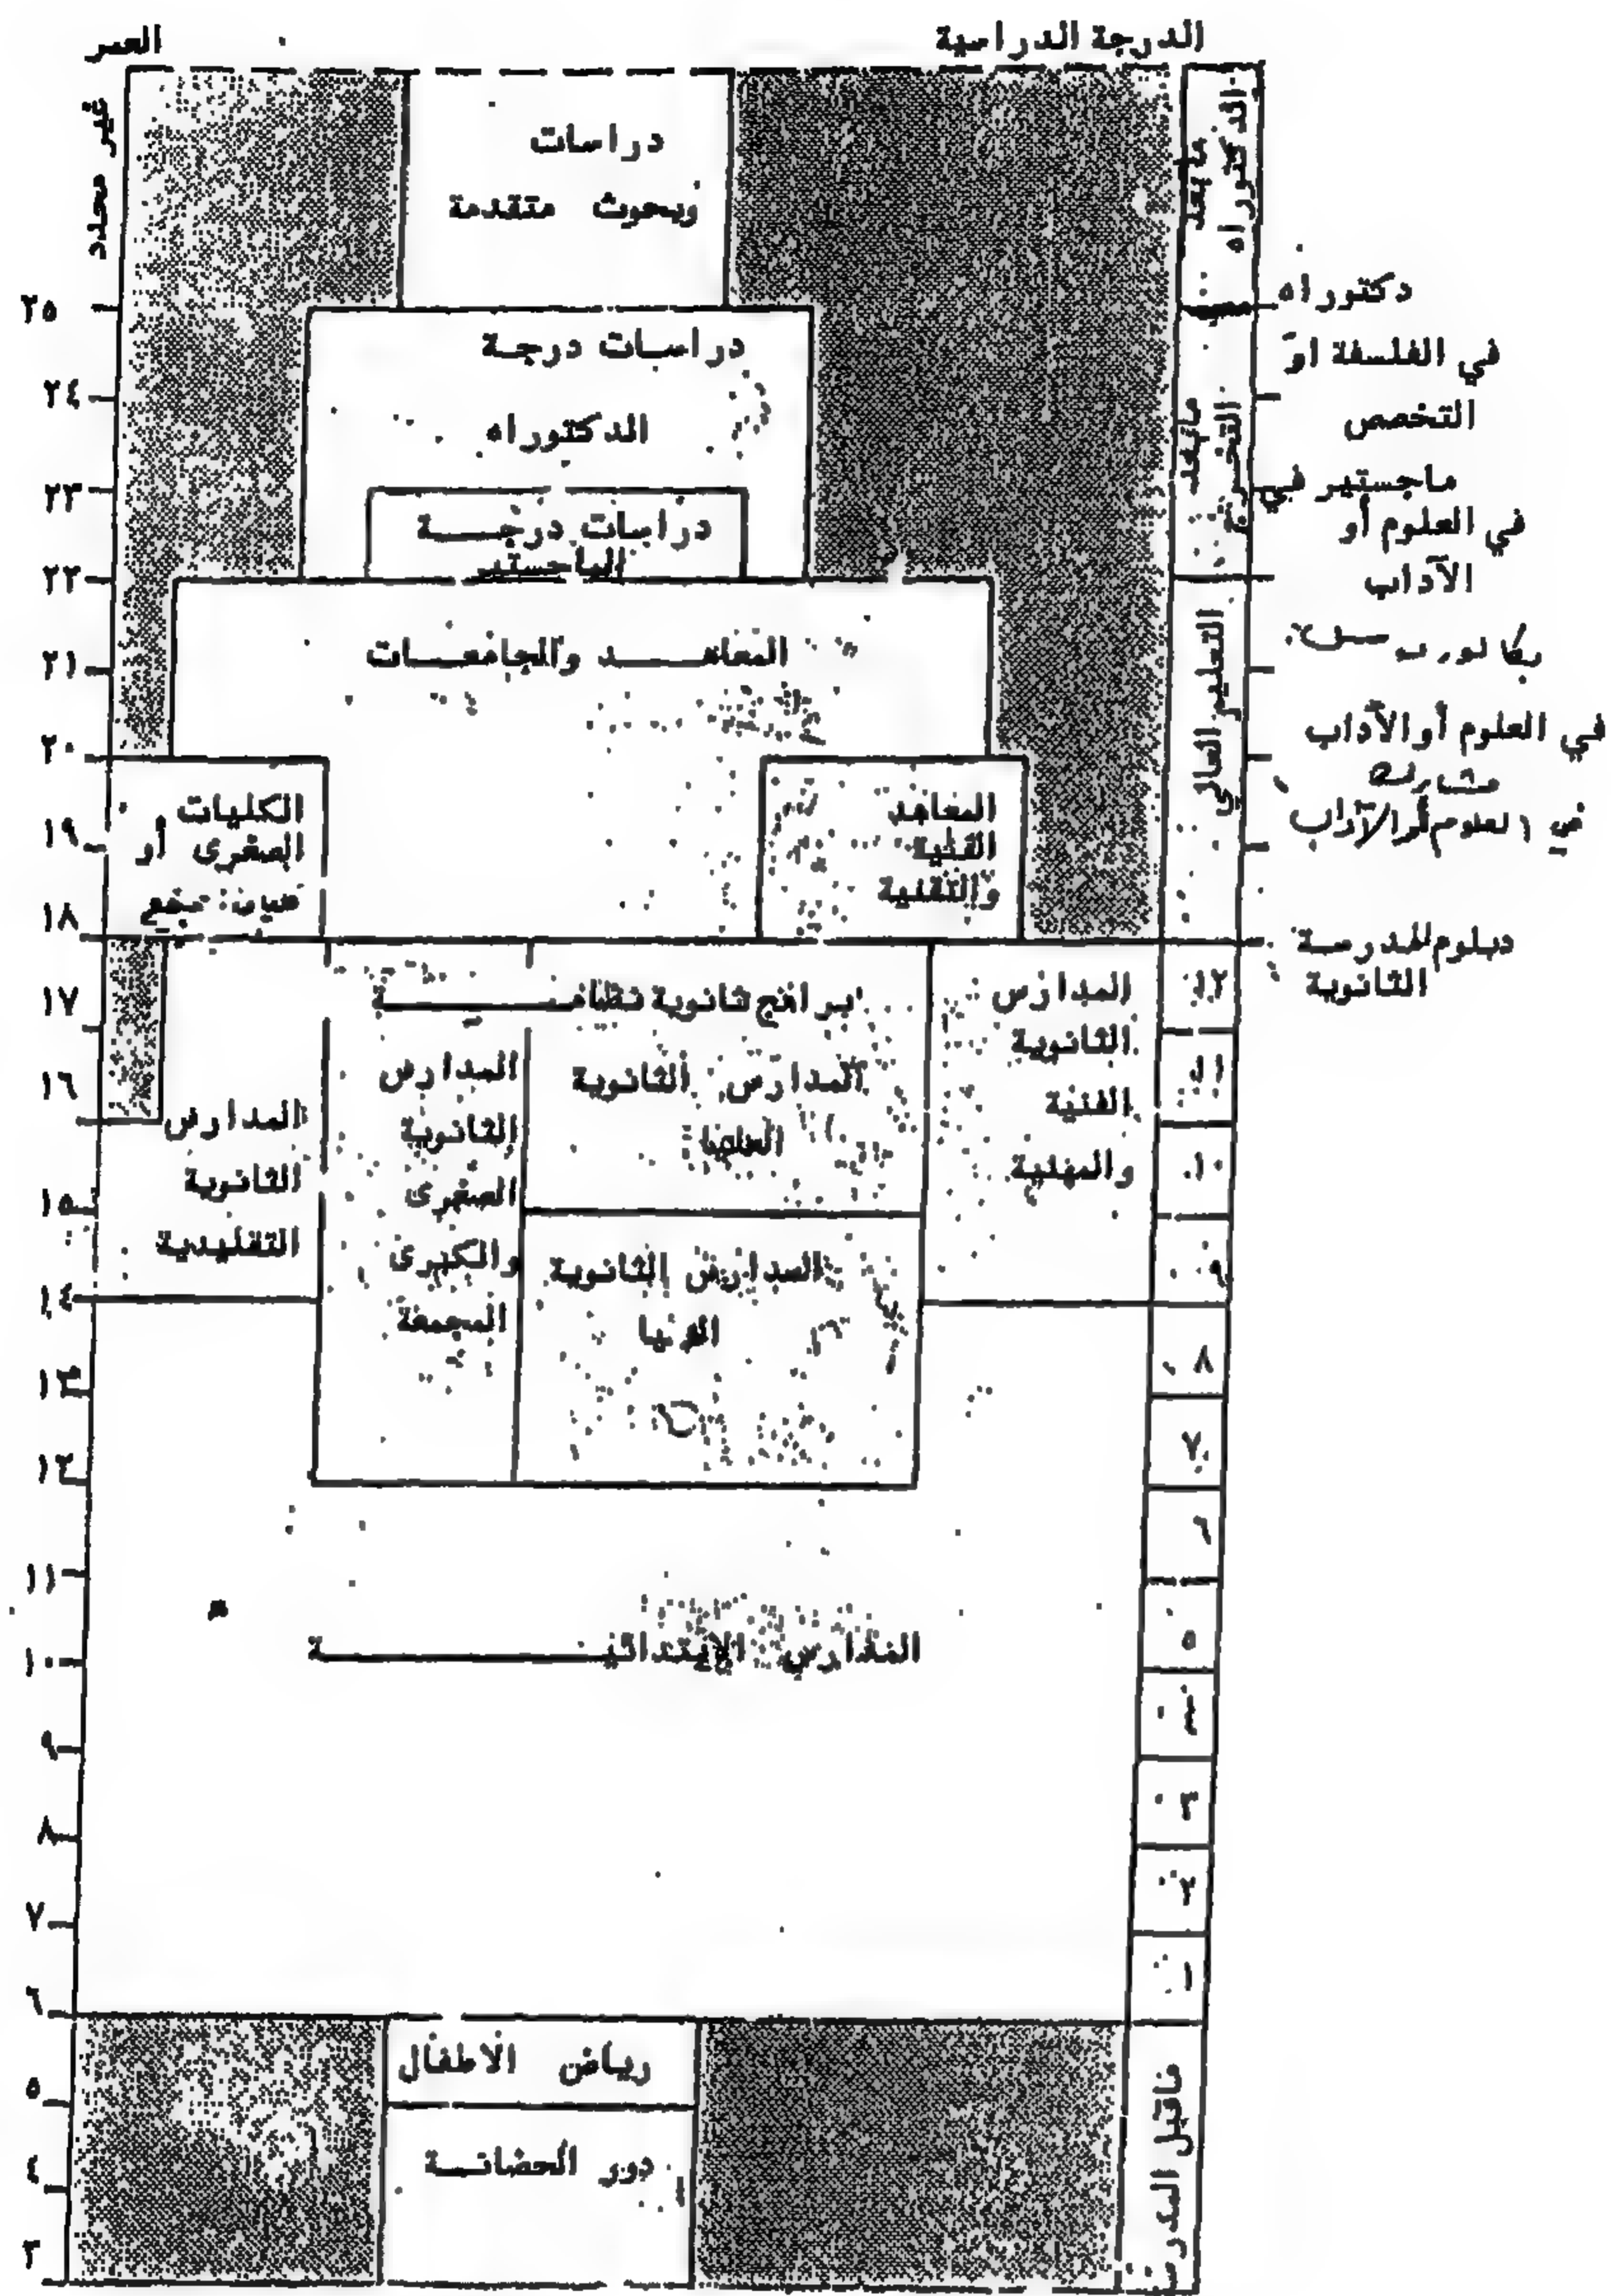 الدرجة الدراسية
العمر
غير محدد
دراسات
وبحوث متقدمة
ما بعد
الدكتوراه
٢٥
دكتوراه
دراسات درجة
في الفلسفة او
٢٤
الدكتوراه
التخصص
ما بعد
٢٣
ماجستير في
دراسات درجة
في العلوم أو
الماجستير
٢٢
الآداب
المعاهد والجامعات
٢١
التعليم العالي
في العلوم أو الآداب
٢٠
مشارك
الكليات
المعاهد
في العلوم أو الآداب
١٩
الصغرى أو
الفنية
والتقنية
١٨
دبلوم المدرسة
الثانوية
١٢
المدارس
الثانوية
الفنية
والمهنية
برامج ثانوية نظامية
١٧
المدارس الثانوية
العليا
المدارس
الثانوية
الصغرى
والكبرى
المجمعة
المدارس
الثانوية
التقليدية
١١
١٦
١٠
١٥
٩
المدارس الثانوية
الدنيا
١٤
٨
١٣
٧
١٢
٦
١١
المدارس الإبتدائية
٥
١٠
٤
٩
٣
٨
٢
٧
١
٦
رياض الاطفال
٥
دور الحضانة
٤
ماقبل المدرسة
٣